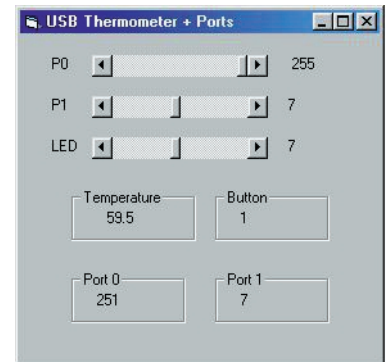 USB Thermometer + Ports
P0 255
P1 7
LED 7
Temperature Button
59.5 1
Port 0 Port 1
251 7